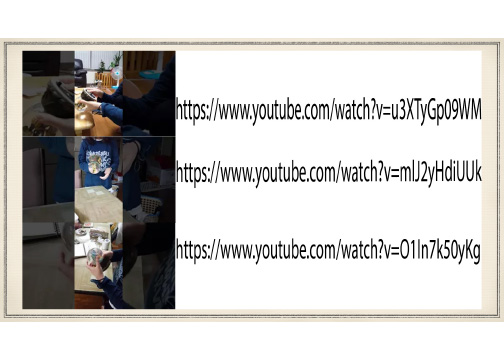 https://www.youtube.com/watch?v=u3XTyGp09WM
https://www.youtube.com/watch?v=mlJ2yHdiUUk
https://www.youtube.com/watch?v=O1In7k50yKg